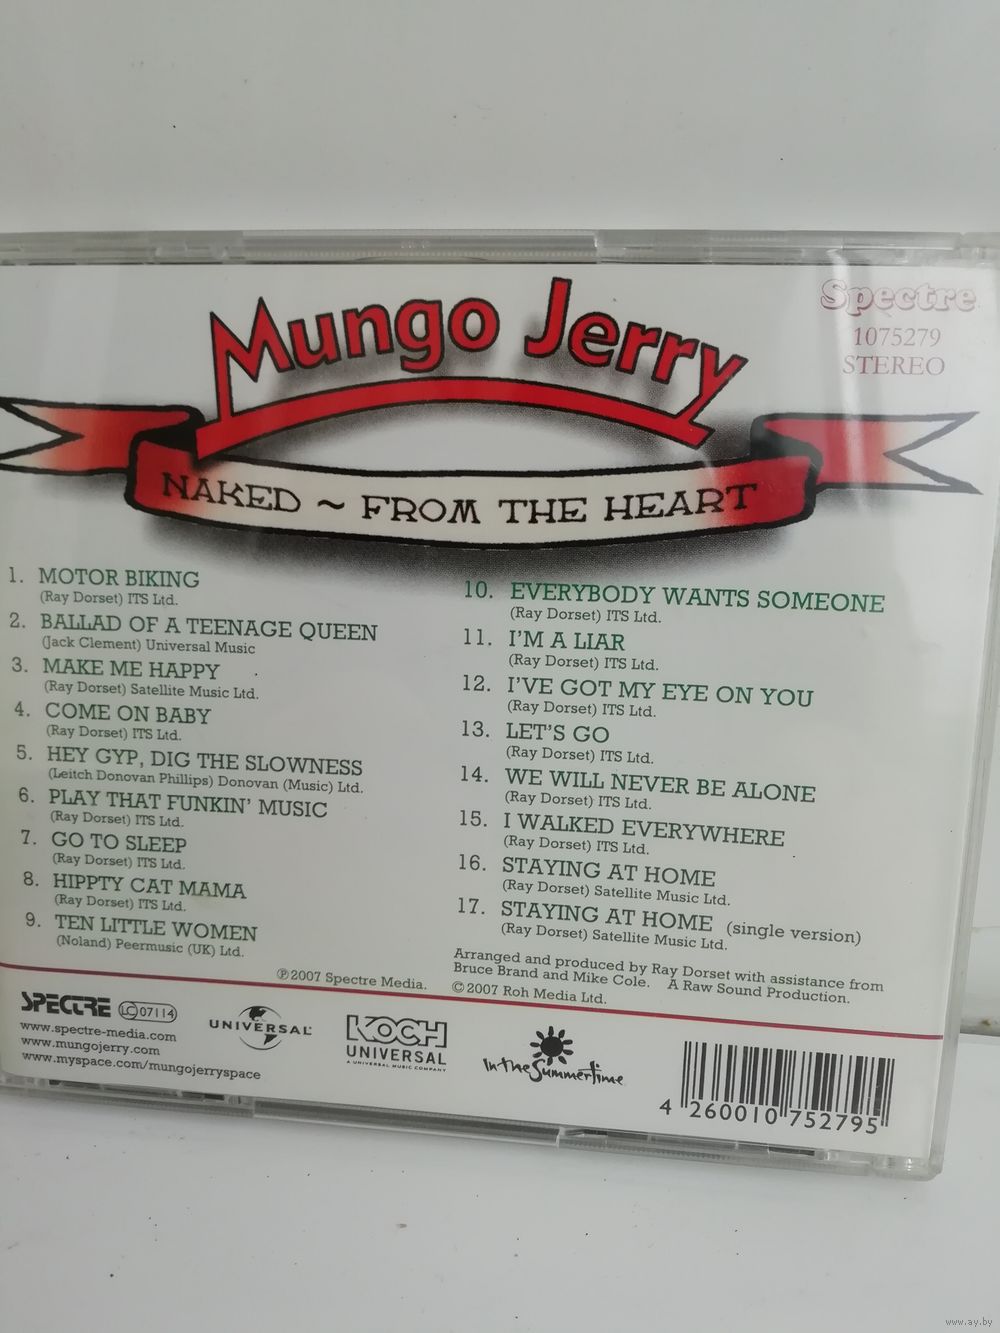 Mungo Jerry
Spectre
1075279
STEREO
NAKED ~ FROM THE HEART
1. MOTOR BIKING
(Ray Dorset) ITS Ltd.
2. BALLAD OF A TEENAGE QUEEN
(Jack Clement) Universal Music
3. MAKE ME HAPPY
(Ray Dorset) Satellite Music Ltd.
4. COME ON BABY
(Ray Dorset) ITS Ltd.
5. HEY GYP, DIG THE SLOWNESS
(Leitch Donovan Phillips) Donovan (Music) Ltd.
6. PLAY THAT FUNKIN' MUSIC
(Ray Dorset) ITS Ltd.
7. GO TO SLEEP
(Ray Dorset) ITS Ltd.
8. HIPPTY CAT MAMA
(Ray Dorset) ITS Ltd.
9. TEN LITTLE WOMEN
(Noland) Peermusic (UK) Ltd.
10. EVERYBODY WANTS SOMEONE
(Ray Dorset) ITS Ltd.
11. I'M A LIAR
(Ray Dorset) ITS Ltd.
12. I'VE GOT MY EYE ON YOU
(Ray Dorset) ITS Ltd.
13. LET'S GO
(Ray Dorset) ITS Ltd.
14. WE WILL NEVER BE ALONE
(Ray Dorset) ITS Ltd.
15. I WALKED EVERYWHERE
(Ray Dorset) ITS Ltd.
16. STAYING AT HOME
(Ray Dorset) Satellite Music Ltd.
17. STAYING AT HOME (single version)
(Ray Dorset) Satellite Music Ltd.
Arranged and produced by Ray Dorset with assistance from
Bruce Brand and Mike Cole. A Raw Sound Production.
℗2007 Spectre Media. ©2007 Roh Media Ltd.
SPECTRE LC 07114
www.spectre-media.com
www.mungojerry.com
www.myspace.com/mungojerryspace
UNIVERSAL
KOCH
UNIVERSAL
A UNIVERSAL MUSIC COMPANY
In the Summertime
4 260010 752795
www.ay.by